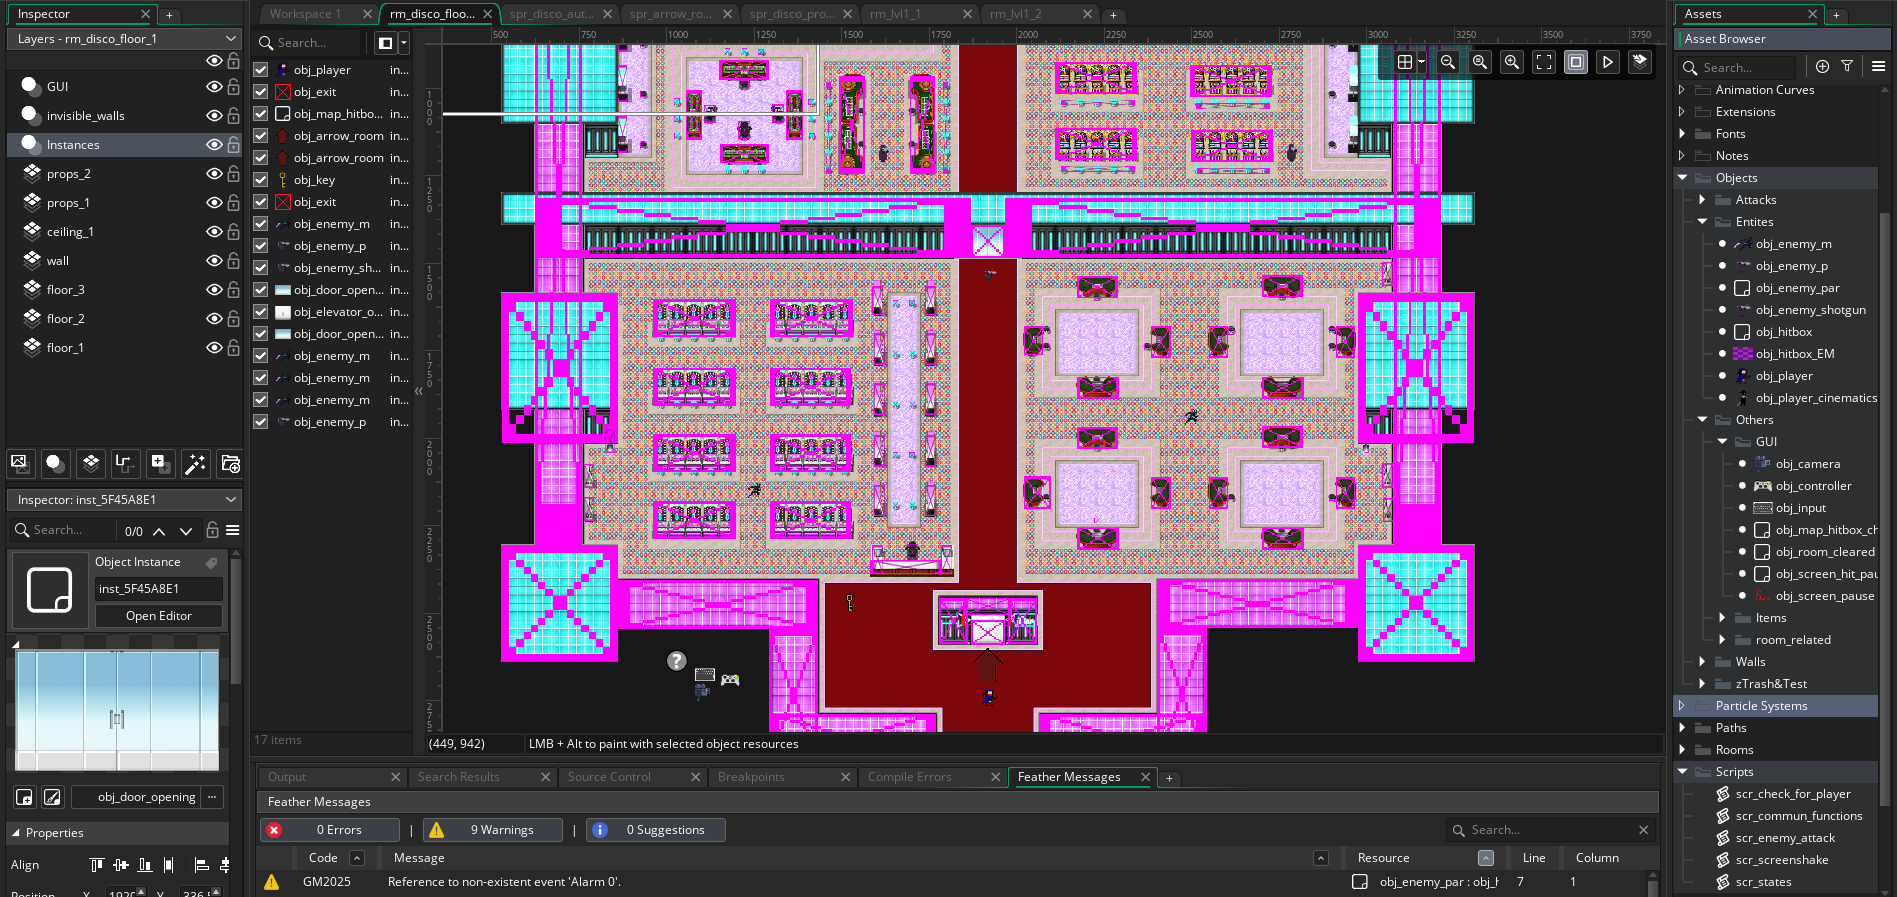 Inspector
Layers - rm_disco_floor_1
GUI
invisible_walls
Instances
props_2
props_1
ceiling_1
wall
floor_3
floor_2
floor_1
Inspector: inst_5F45A8E1
Search...
0/0
Object Instance
inst_5F45A8E1
Open Editor
obj_door_opening
Properties
Align
Workspace 1
rm_disco_floo...
spr_disco_aut...
spr_arrow_ro...
spr_disco_pro...
rm_lvl1_1
rm_lvl1_2
Search...
obj_player in...
obj_exit in...
obj_map_hitbo... in...
obj_arrow_room in...
obj_arrow_room in...
obj_key in...
obj_exit in...
obj_enemy_m in...
obj_enemy_p in...
obj_enemy_sh... in...
obj_door_open... in...
obj_elevator_o... in...
obj_door_open... in...
obj_enemy_m in...
obj_enemy_m in...
obj_enemy_m in...
obj_enemy_p in...
17 items
500 750 1000 1250 1500 1750 2000 2250 2500 2750 3000 3250 3500 3750
1000
1250
1500
1750
2000
2250
2500
275
(449, 942)
LMB + Alt to paint with selected object resources
Output
Search Results
Source Control
Breakpoints
Compile Errors
Feather Messages
Feather Messages
0 Errors | 9 Warnings | 0 Suggestions
Search...
Code Message Resource Line Column
GM2025 Reference to non-existent event 'Alarm 0'. obj_enemy_par : obj_h 7 1
Assets
Asset Browser
Search...
Animation Curves
Extensions
Fonts
Notes
Objects
Attacks
Entites
obj_enemy_m
obj_enemy_p
obj_enemy_par
obj_enemy_shotgun
obj_hitbox
obj_hitbox_EM
obj_player
obj_player_cinematics
Others
GUI
obj_camera
obj_controller
obj_input
obj_map_hitbox_ch
obj_room_cleared
obj_screen_hit_pau
obj_screen_pause
Items
room_related
Walls
zTrash&Test
Particle Systems
Paths
Rooms
Scripts
scr_check_for_player
scr_commun_functions
scr_enemy_attack
scr_screenshake
scr_states